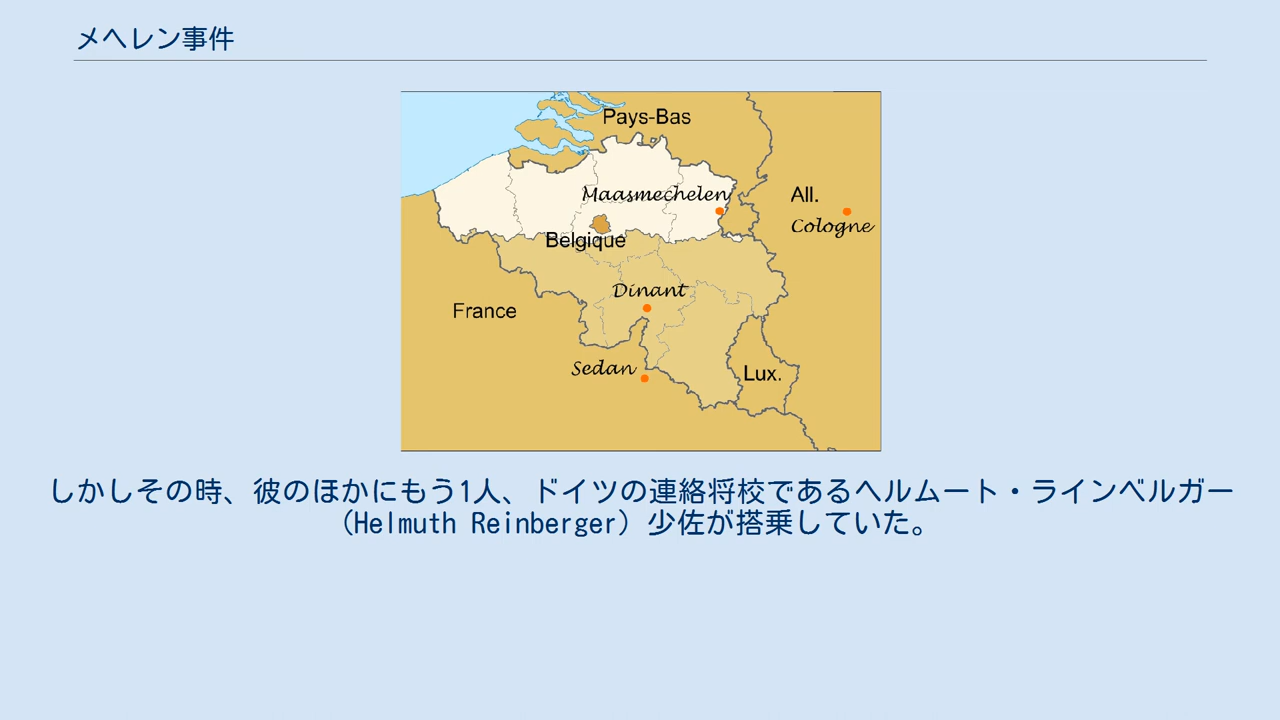 メヘレン事件
Pays-Bas
Maasmechelen
All.
Cologne
Belgique
Dinant
France
Sedan
Lux.
しかしその時、彼のほかにもう1人、ドイツの連絡将校であるヘルムート・ラインベルガー
（Helmuth Reinberger）少佐が搭乗していた。